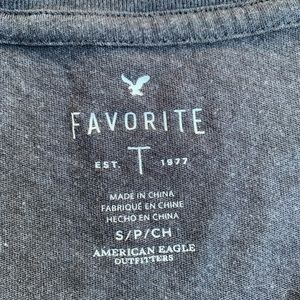 FAVORITE
EST. T 1977
MADE IN CHINA
FABRIQUÉ EN CHINE
HECHO EN CHINA
S/P/CH
AMERICAN EAGLE
OUTFITTERS